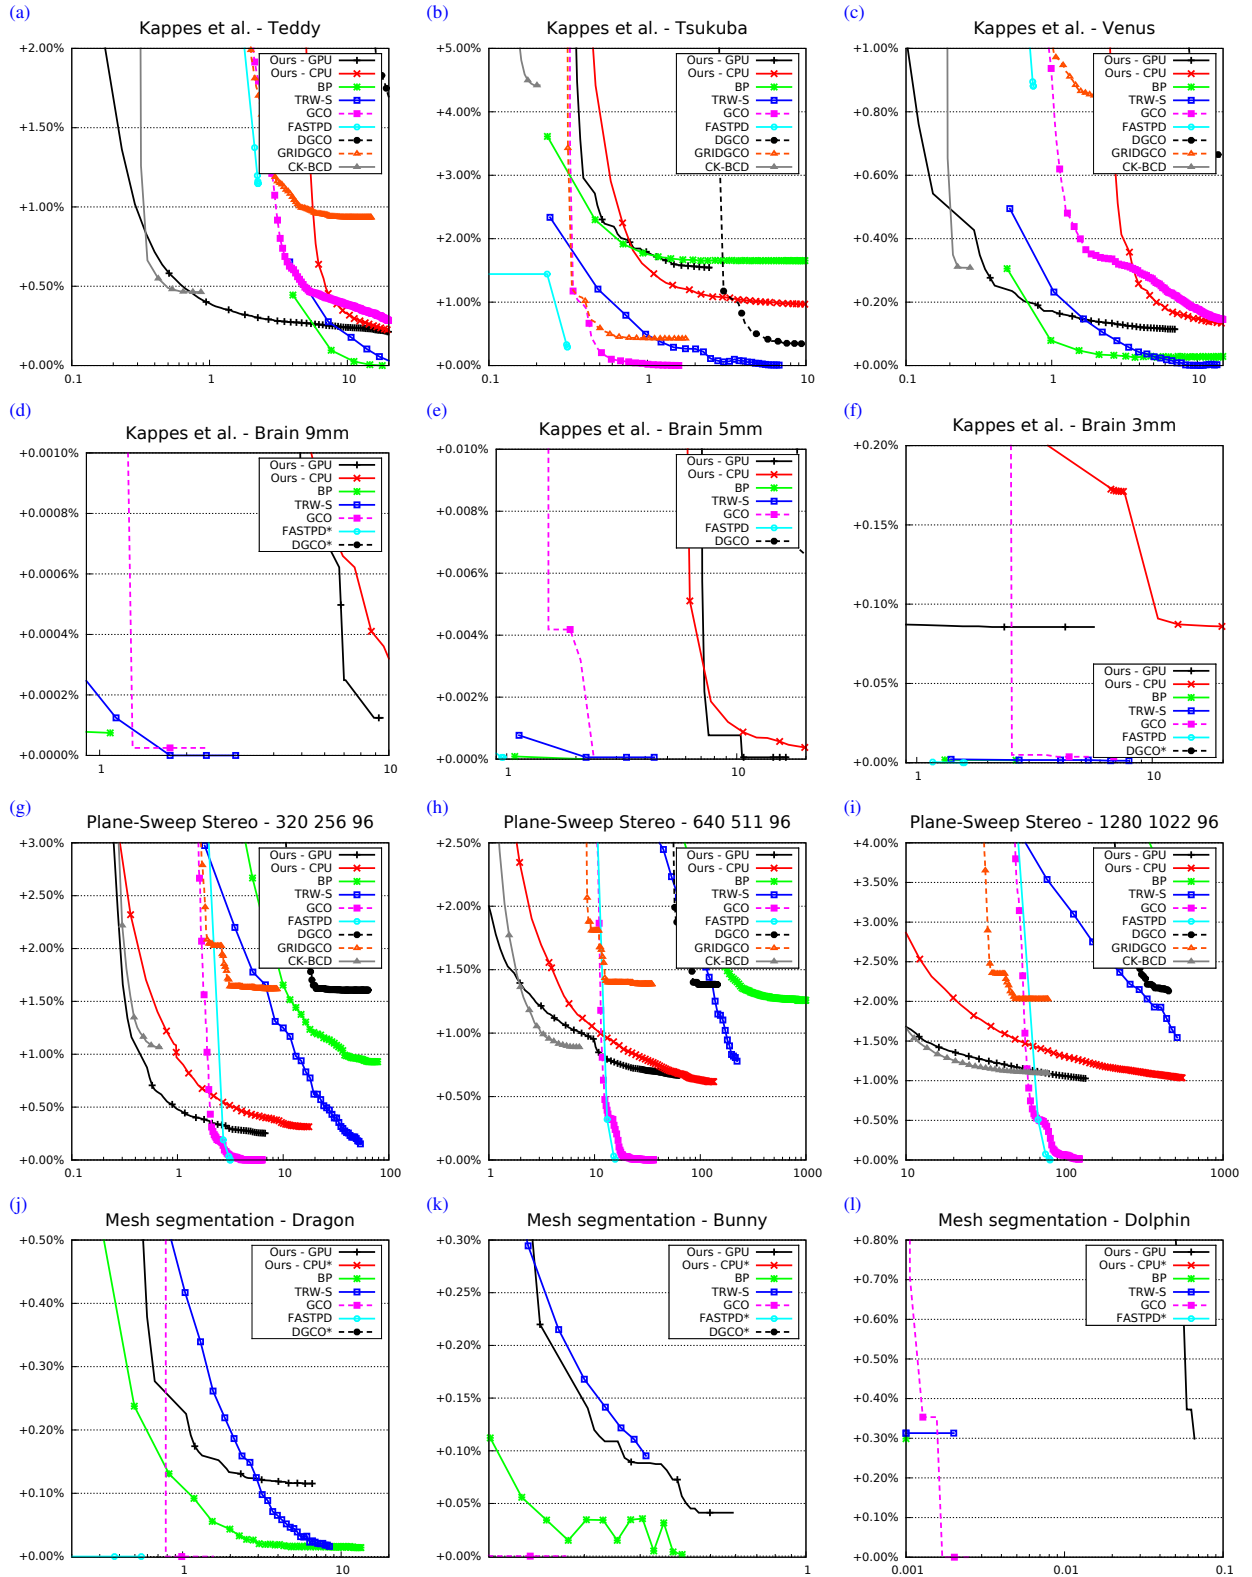 (a)
Kappes et al. - Teddy
+2.00%
+1.50%
+1.00%
+0.50%
+0.00%
0.1
1
10
Ours - GPU
Ours - CPU
BP
TRW-S
GCO
FASTPD
DGCO
GRIDGCO
CK-BCD
(b)
Kappes et al. - Tsukuba
+5.00%
+4.00%
+3.00%
+2.00%
+1.00%
+0.00%
0.1
1
10
Ours - GPU
Ours - CPU
BP
TRW-S
GCO
FASTPD
DGCO
GRIDGCO
CK-BCD
(c)
Kappes et al. - Venus
+1.00%
+0.80%
+0.60%
+0.40%
+0.20%
+0.00%
0.1
1
10
Ours - GPU
Ours - CPU
BP
TRW-S
GCO
FASTPD
DGCO
GRIDGCO
CK-BCD
(d)
Kappes et al. - Brain 9mm
+0.0010%
+0.0008%
+0.0006%
+0.0004%
+0.0002%
+0.0000%
1
10
Ours - GPU
Ours - CPU
BP
TRW-S
GCO
FASTPD*
DGCO*
(e)
Kappes et al. - Brain 5mm
+0.010%
+0.008%
+0.006%
+0.004%
+0.002%
+0.000%
1
10
Ours - GPU
Ours - CPU
BP
TRW-S
GCO
FASTPD
DGCO
(f)
Kappes et al. - Brain 3mm
+0.20%
+0.15%
+0.10%
+0.05%
+0.00%
1
10
Ours - GPU
Ours - CPU
BP
TRW-S
GCO
FASTPD
DGCO*
(g)
Plane-Sweep Stereo - 320 256 96
+3.00%
+2.50%
+2.00%
+1.50%
+1.00%
+0.50%
+0.00%
0.1
1
10
100
Ours - GPU
Ours - CPU
BP
TRW-S
GCO
FASTPD
DGCO
GRIDGCO
CK-BCD
(h)
Plane-Sweep Stereo - 640 511 96
+2.50%
+2.00%
+1.50%
+1.00%
+0.50%
+0.00%
1
10
100
1000
Ours - GPU
Ours - CPU
BP
TRW-S
GCO
FASTPD
DGCO
GRIDGCO
CK-BCD
(i)
Plane-Sweep Stereo - 1280 1022 96
+4.00%
+3.50%
+3.00%
+2.50%
+2.00%
+1.50%
+1.00%
+0.50%
+0.00%
10
100
1000
Ours - GPU
Ours - CPU
BP
TRW-S
GCO
FASTPD
DGCO
GRIDGCO
CK-BCD
(j)
Mesh segmentation - Dragon
+0.50%
+0.40%
+0.30%
+0.20%
+0.10%
+0.00%
1
10
Ours - GPU
Ours - CPU*
BP
TRW-S
GCO
FASTPD*
DGCO*
(k)
Mesh segmentation - Bunny
+0.30%
+0.25%
+0.20%
+0.15%
+0.10%
+0.05%
+0.00%
1
Ours - GPU
Ours - CPU*
BP
TRW-S
GCO
FASTPD*
DGCO*
(l)
Mesh segmentation - Dolphin
+0.80%
+0.70%
+0.60%
+0.50%
+0.40%
+0.30%
+0.20%
+0.10%
+0.00%
0.001
0.01
0.1
Ours - GPU
Ours - CPU*
BP
TRW-S
GCO
FASTPD*